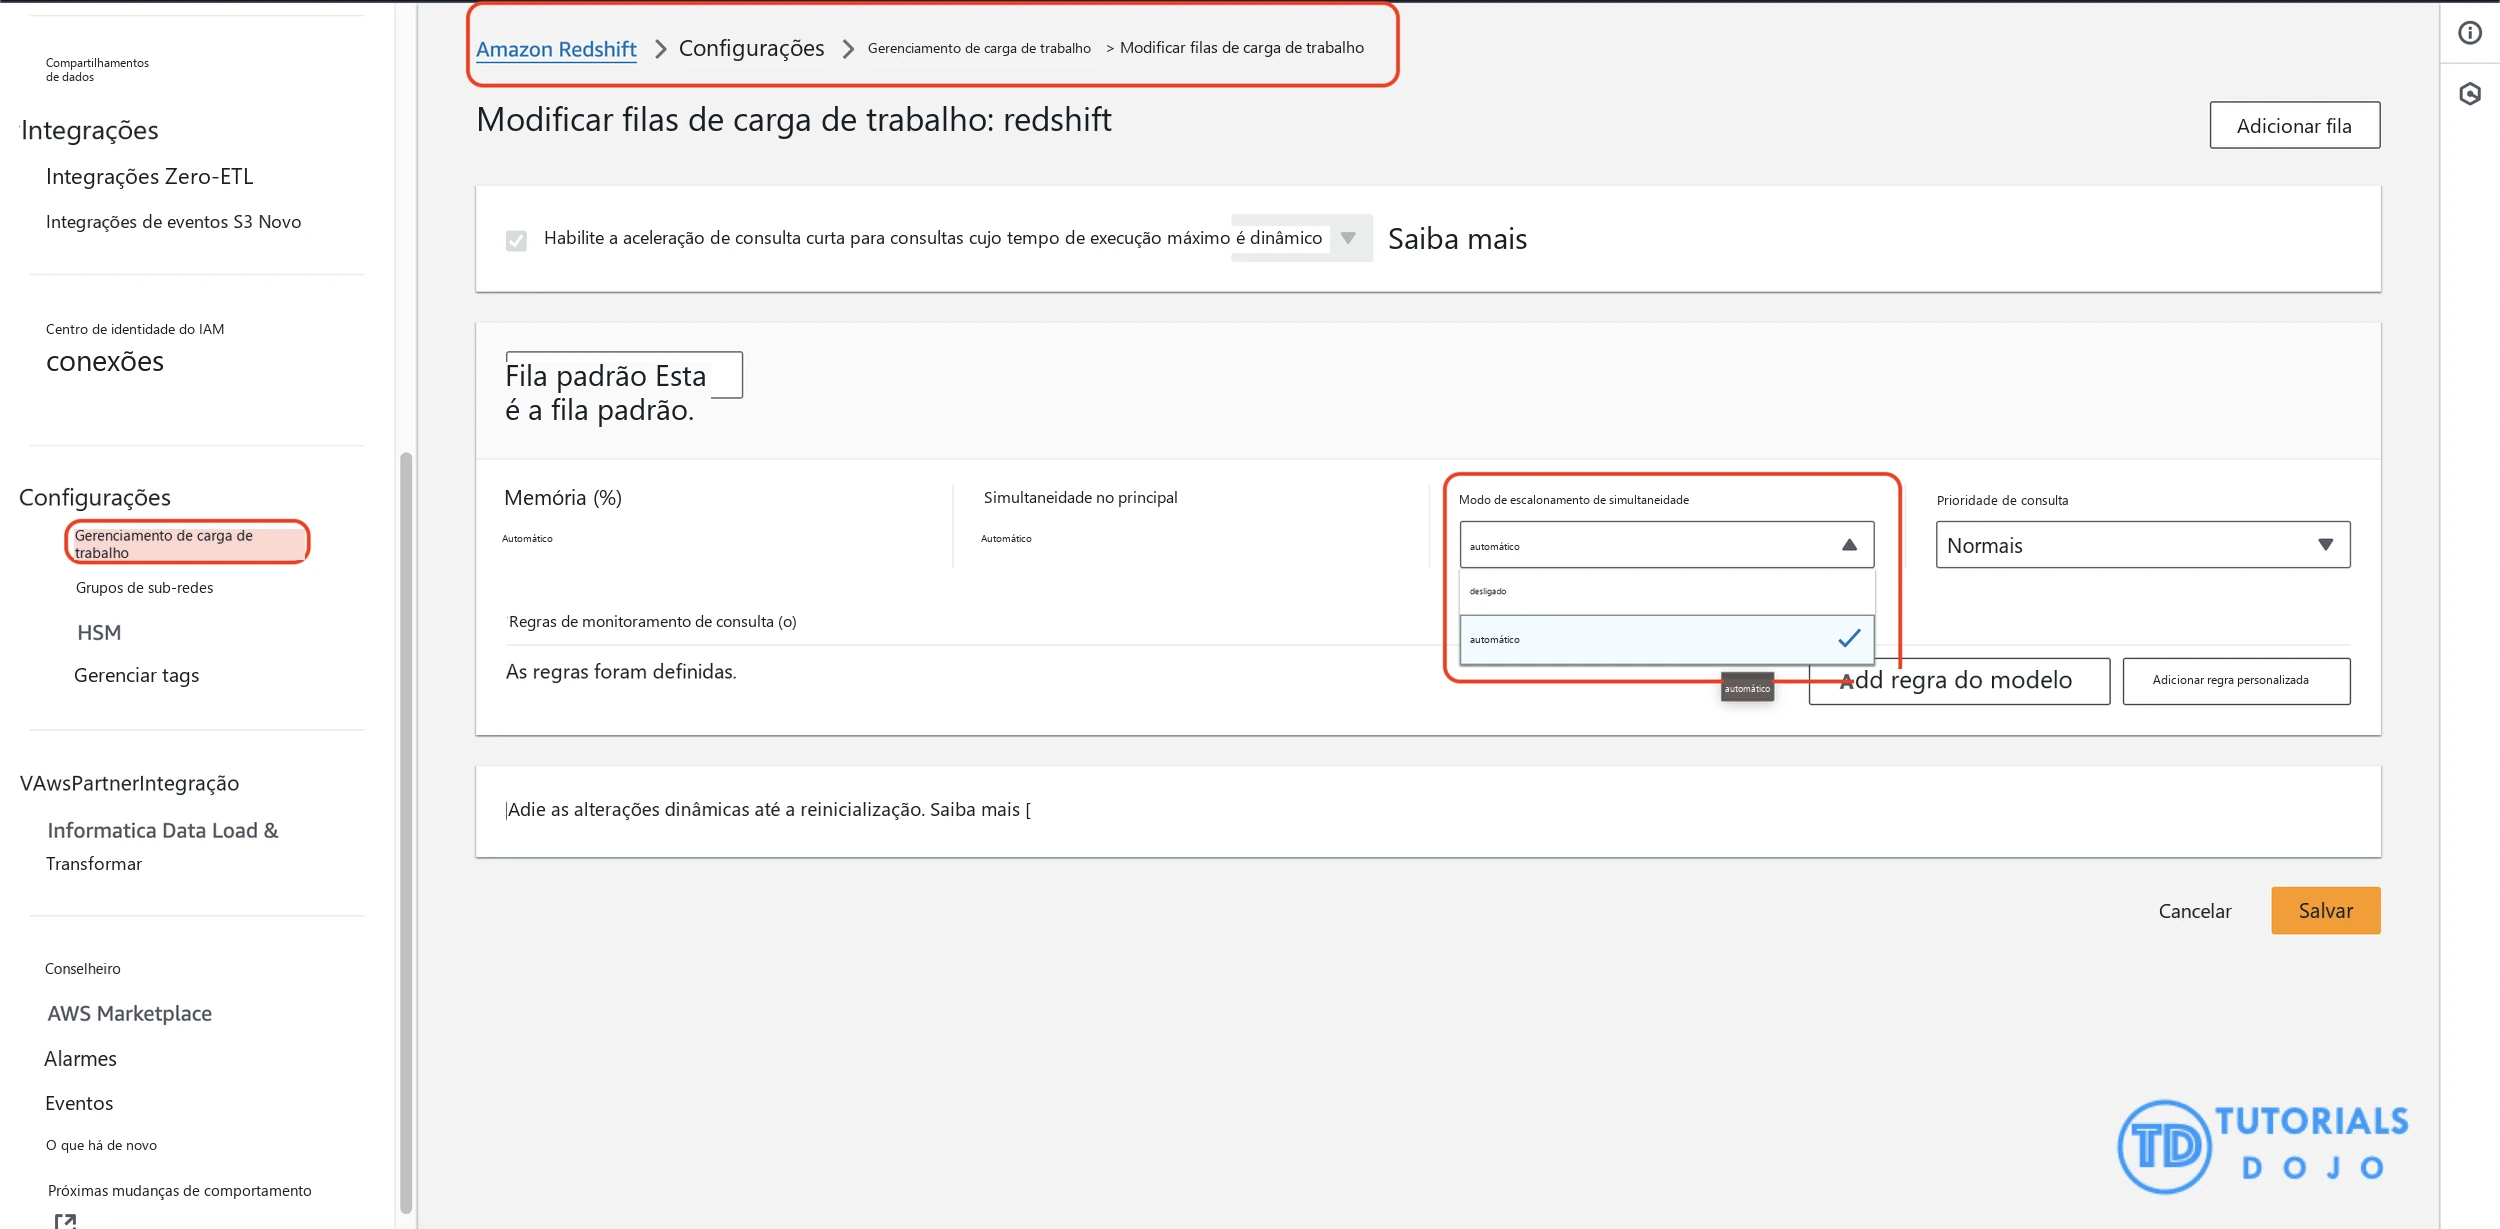 Compartilhamentos
de dados
Integrações
Integrações Zero-ETL
Integrações de eventos S3 Novo
Centro de identidade do IAM
conexões
Configurações
Gerenciamento de carga de
trabalho
Grupos de sub-redes
HSM
Gerenciar tags
VAwsPartnerIntegração
Informatica Data Load &
Transformar
Conselheiro
AWS Marketplace
Alarmes
Eventos
O que há de novo
Próximas mudanças de comportamento
Amazon Redshift > Configurações > Gerenciamento de carga de trabalho > Modificar filas de carga de trabalho
Modificar filas de carga de trabalho: redshift
Adicionar fila
Habilite a aceleração de consulta curta para consultas cujo tempo de execução máximo é dinâmico Saiba mais
Fila padrão Esta
é a fila padrão.
Memória (%)
Automático
Simultaneidade no principal
Automático
Modo de escalonamento de simultaneidade
automático
desligado
automático
automático
Prioridade de consulta
Normais
Regras de monitoramento de consulta (o)
As regras foram definidas.
Add regra do modelo
Adicionar regra personalizada
Adie as alterações dinâmicas até a reinicialização. Saiba mais [
Cancelar
Salvar
TD TUTORIALS
DOJO